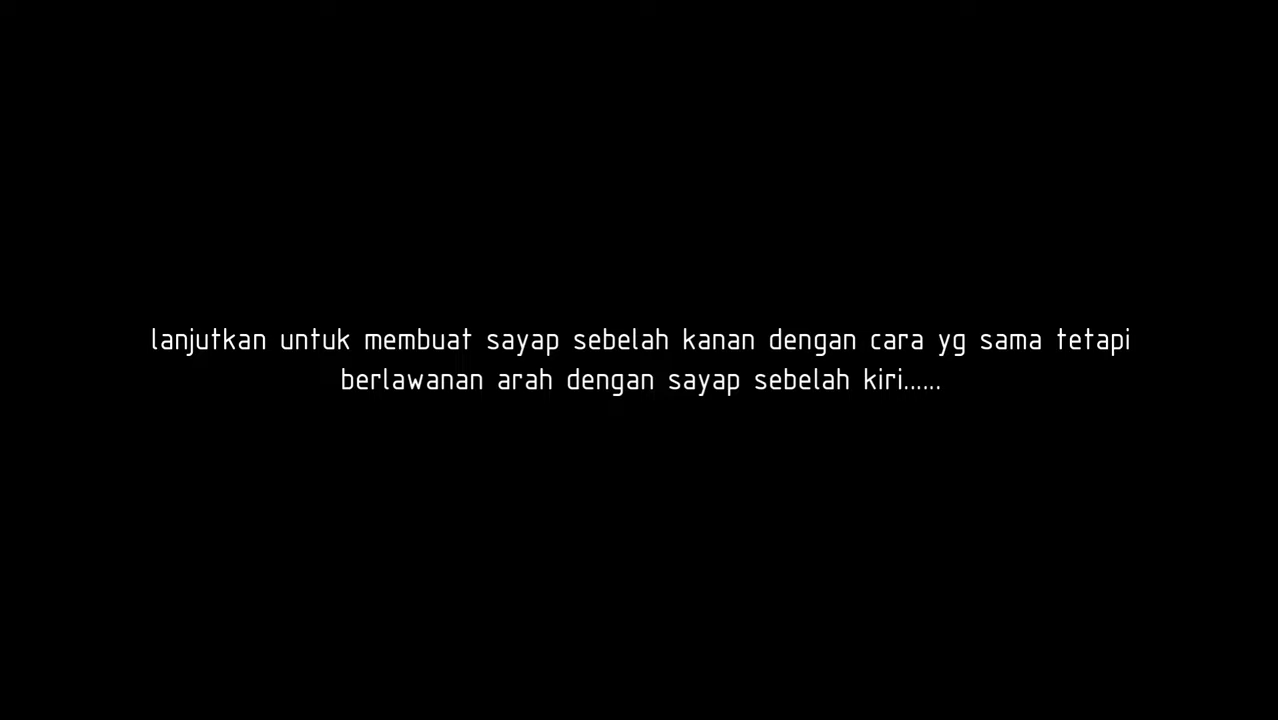 lanjutkan untuk membuat sayap sebelah kanan dengan cara yg sama tetapi
berlawanan arah dengan sayap sebelah kiri......